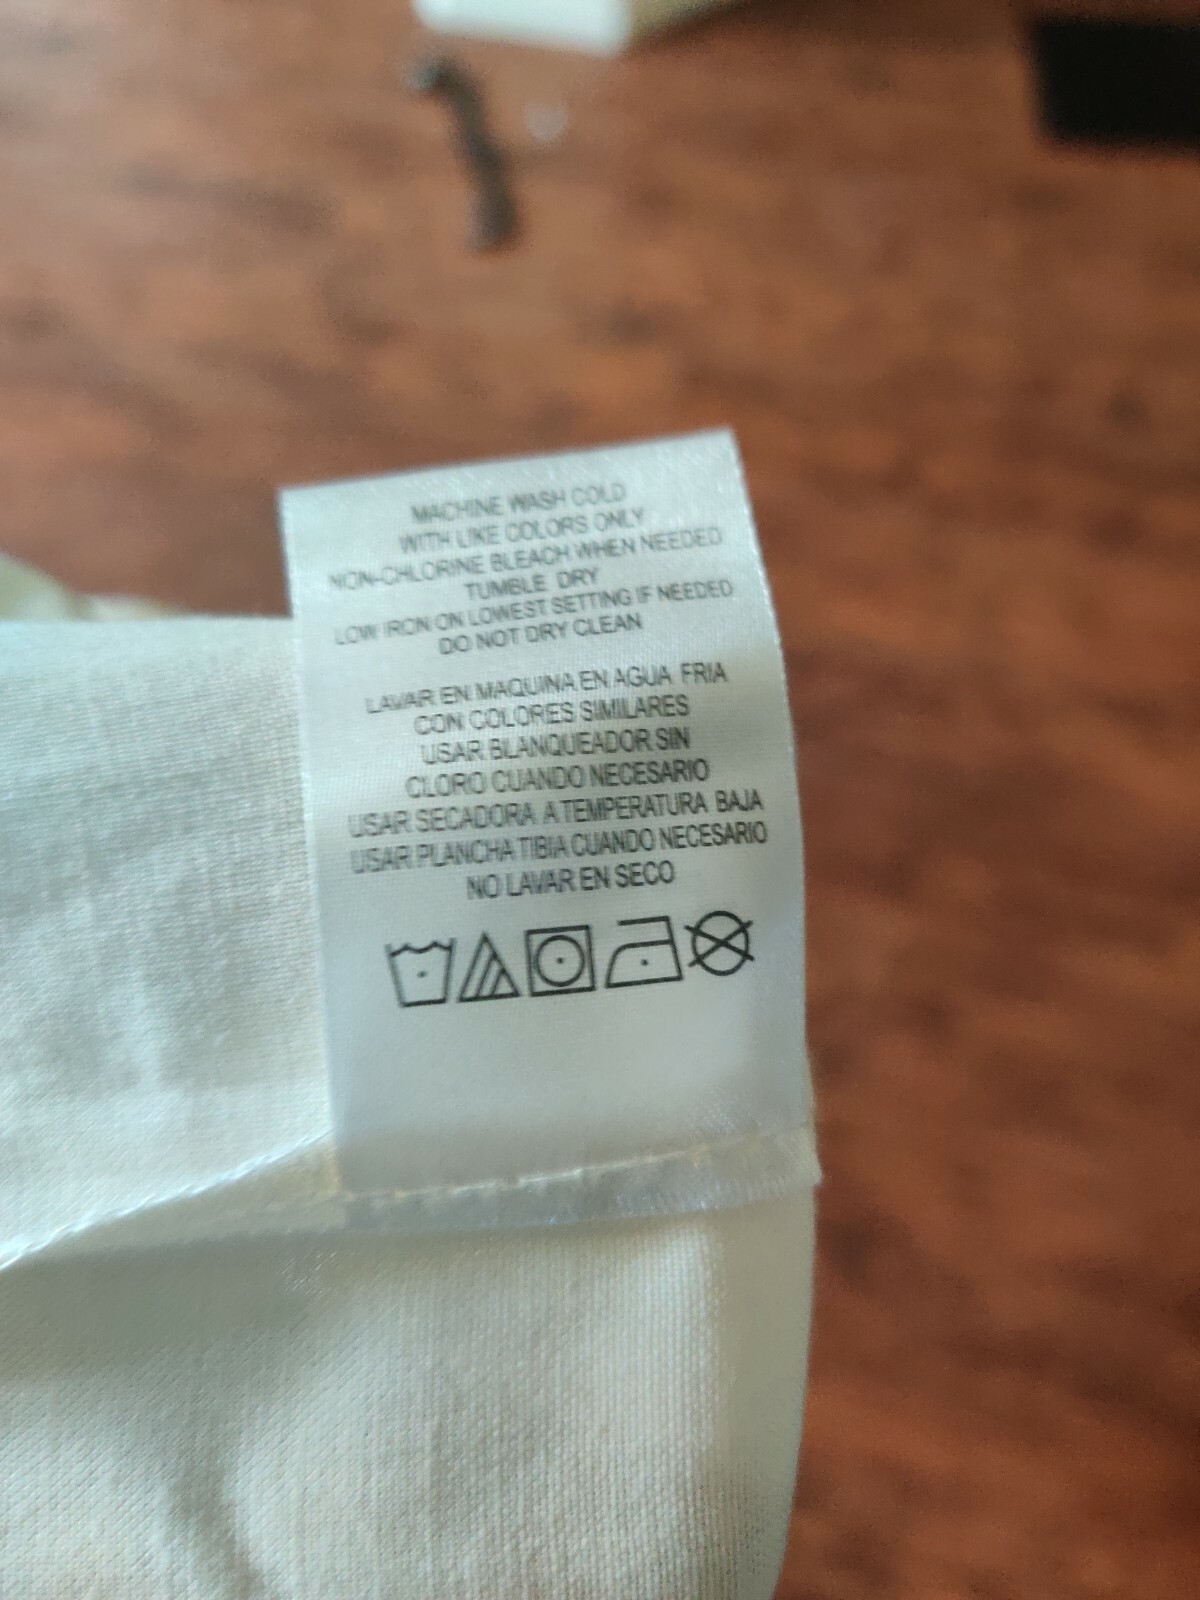 MACHINE WASH COLD
WITH LIKE COLORS ONLY
NON-CHLORINE BLEACH WHEN NEEDED
TUMBLE DRY
LOW IRON ON LOWEST SETTING IF NEEDED
DO NOT DRY CLEAN
LAVAR EN MAQUINA EN AGUA FRIA
CON COLORES SIMILARES
USAR BLANQUEADOR SIN
CLORO CUANDO NECESARIO
USAR SECADORA A TEMPERATURA BAJA
USAR PLANCHA TIBIA CUANDO NECESARIO
NO LAVAR EN SECO